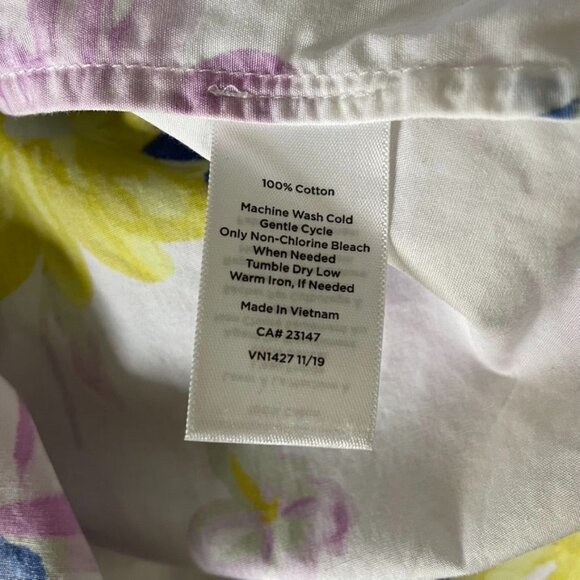 100% Cotton
Machine Wash Cold
Gentle Cycle
Only Non-Chlorine Bleach
When Needed
Tumble Dry Low
Warm Iron, If Needed
Made In Vietnam
CA# 23147
VN1427 11/19